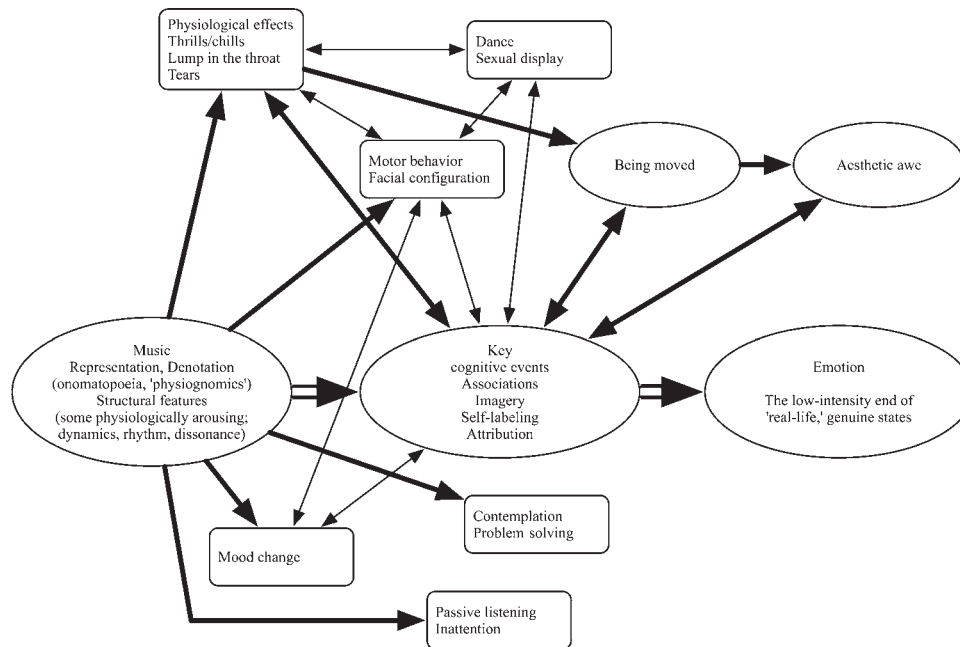 Physiological effects
Thrills/chills
Lump in the throat
Tears
Dance
Sexual display
Motor behavior
Facial configuration
Being moved
Aesthetic awe
Music
Representation, Denotation
(onomatopoeia, 'physiognomics')
Structural features
(some physiologically arousing;
dynamics, rhythm, dissonance)
Key
cognitive events
Associations
Imagery
Self-labeling
Attribution
Emotion
The low-intensity end of
'real-life,' genuine states
Contemplation
Problem solving
Mood change
Passive listening
Inattention